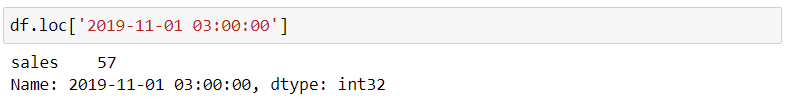 df.loc['2019-11-01 03:00:00']
sales    57
Name: 2019-11-01 03:00:00, dtype: int32